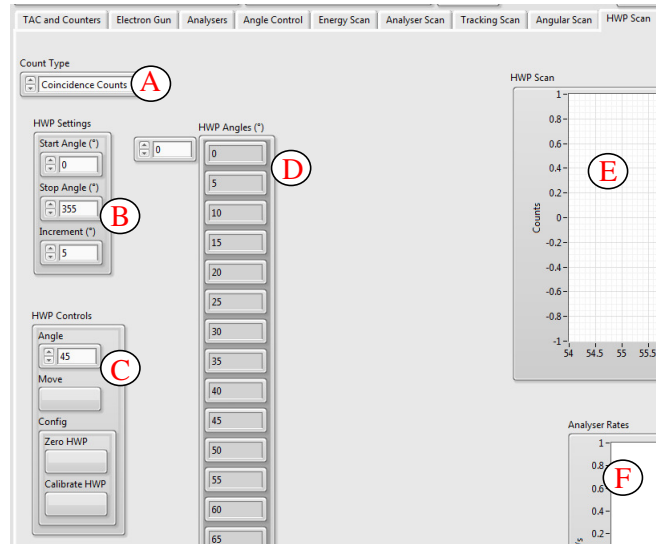 TAC and Counters Electron Gun Analysers Angle Control Energy Scan Analyser Scan Tracking Scan Angular Scan HWP Scan
Count Type
Coincidence Counts
A
HWP Settings
Start Angle (°)
0
Stop Angle (°)
355
B
Increment (°)
5
HWP Controls
Angle
45
C
Move
Config
Zero HWP
Calibrate HWP
HWP Angles (°)
0
0
D
5
10
15
20
25
30
35
40
45
50
55
60
65
HWP Scan
E
Counts
1
0.8
0.6
0.4
0.2
0
-0.2
-0.4
-0.6
-0.8
-1
54 54.5 55 55.5
Analyser Rates
F
1
0.8
0.6
0.4
0.2